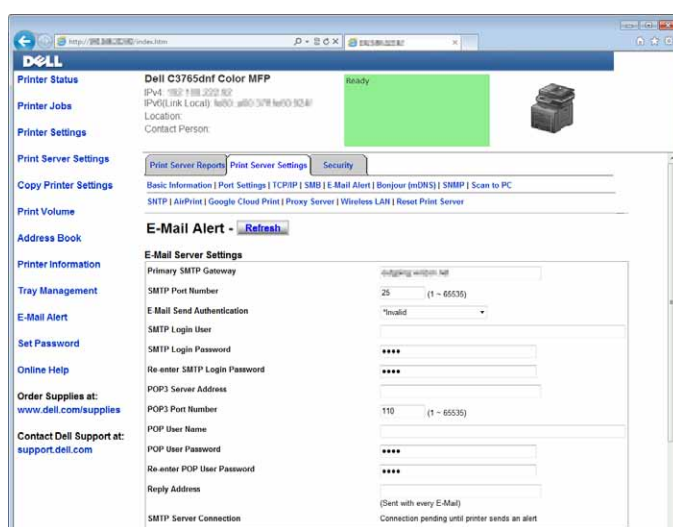 http:// /index.htm
DELL
Printer Status
Printer Jobs
Printer Settings
Print Server Settings
Copy Printer Settings
Print Volume
Address Book
Printer Information
Tray Management
E-Mail Alert
Set Password
Online Help
Order Supplies at:
www.dell.com/supplies
Contact Dell Support at:
support.dell.com
Dell C3765dnf Color MFP
IPv4:
IPv6(Link Local):
Location:
Contact Person:
Ready
Print Server Reports Print Server Settings Security
Basic Information | Port Settings | TCP/IP | SMB | E-Mail Alert | Bonjour (mDNS) | SNMP | Scan to PC
SNTP | AirPrint | Google Cloud Print | Proxy Server | Wireless LAN | Reset Print Server
E-Mail Alert - Refresh
E-Mail Server Settings
Primary SMTP Gateway
SMTP Port Number 25 (1 ~ 65535)
E-Mail Send Authentication *Invalid
SMTP Login User
SMTP Login Password ••••
Re-enter SMTP Login Password ••••
POP3 Server Address
POP3 Port Number 110 (1 ~ 65535)
POP User Name
POP User Password ••••
Re-enter POP User Password ••••
Reply Address
(Sent with every E-Mail)
SMTP Server Connection Connection pending until printer sends an alert